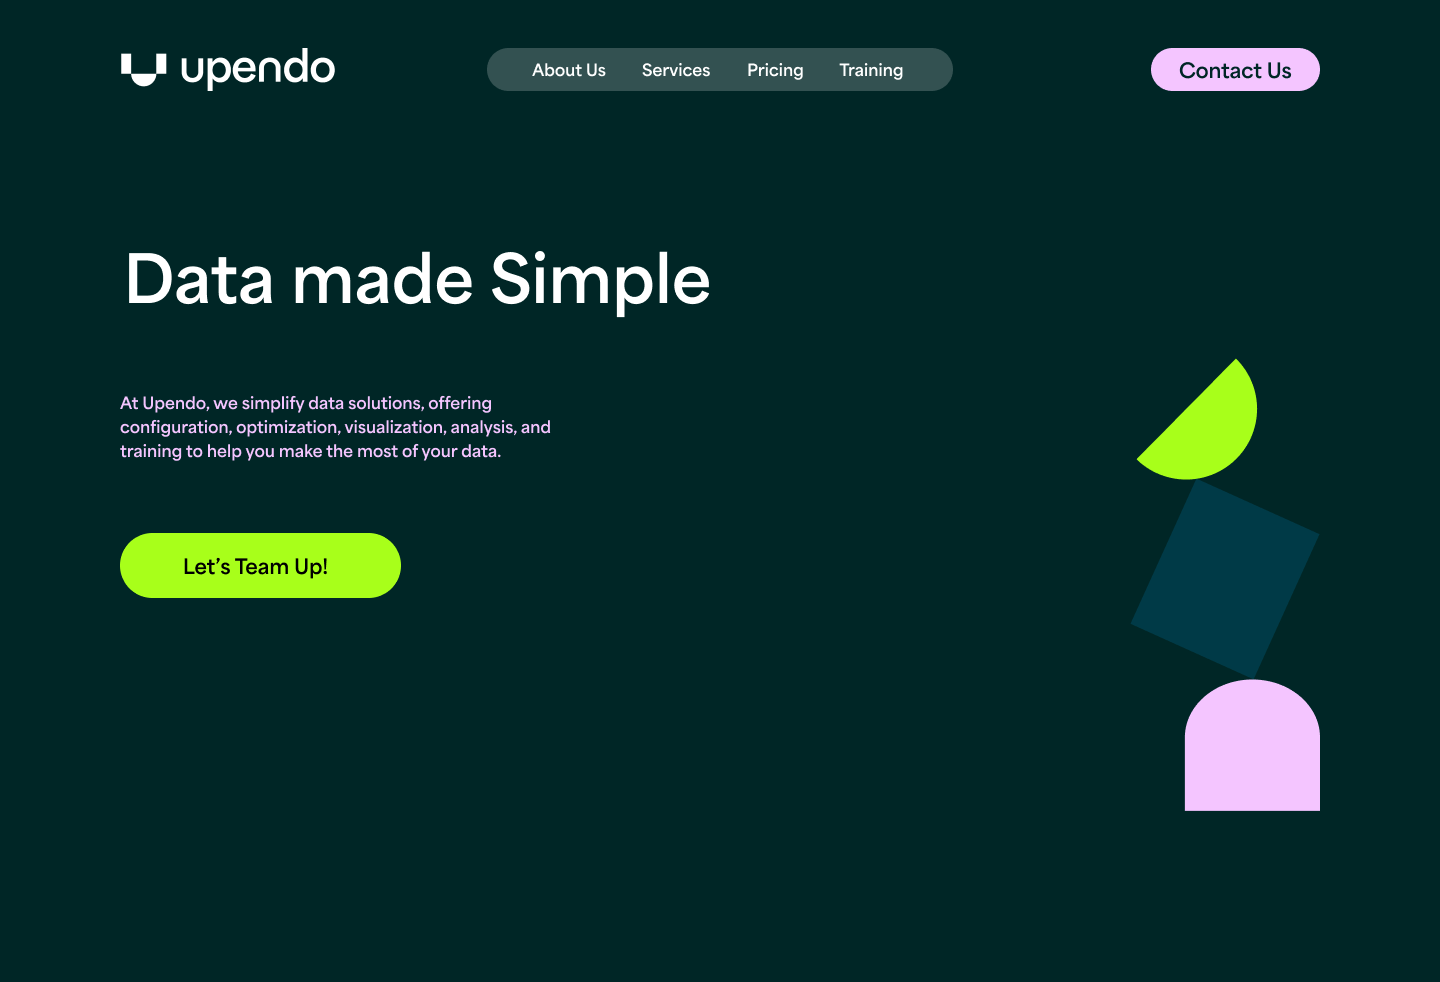 upendo
About Us Services Pricing Training
Contact Us
Data made Simple
At Upendo, we simplify data solutions, offering
configuration, optimization, visualization, analysis, and
training to help you make the most of your data.
Let’s Team Up!